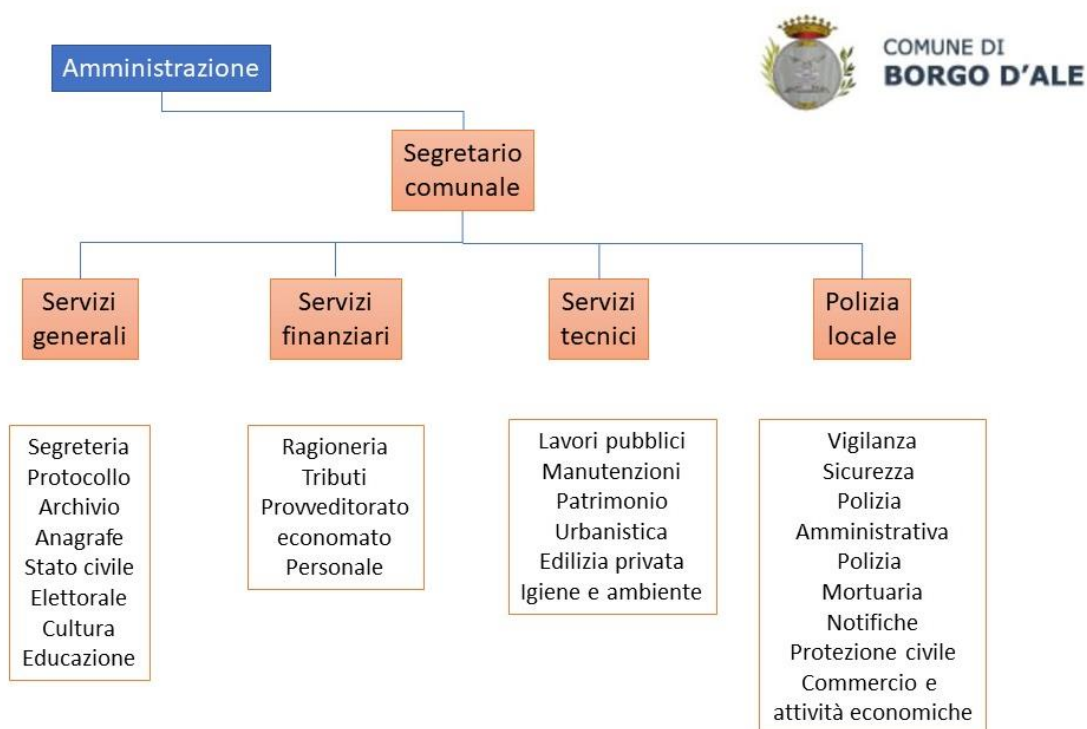 Amministrazione
COMUNE DI
BORGO D'ALE
Segretario
comunale
Servizi
generali
Servizi
finanziari
Servizi
tecnici
Polizia
locale
Segreteria
Protocollo
Archivio
Anagrafe
Stato civile
Elettorale
Cultura
Educazione
Ragioneria
Tributi
Provveditorato
economato
Personale
Lavori pubblici
Manutenzioni
Patrimonio
Urbanistica
Edilizia privata
Igiene e ambiente
Vigilanza
Sicurezza
Polizia
Amministrativa
Polizia
Mortuaria
Notifiche
Protezione civile
Commercio e
attività economiche